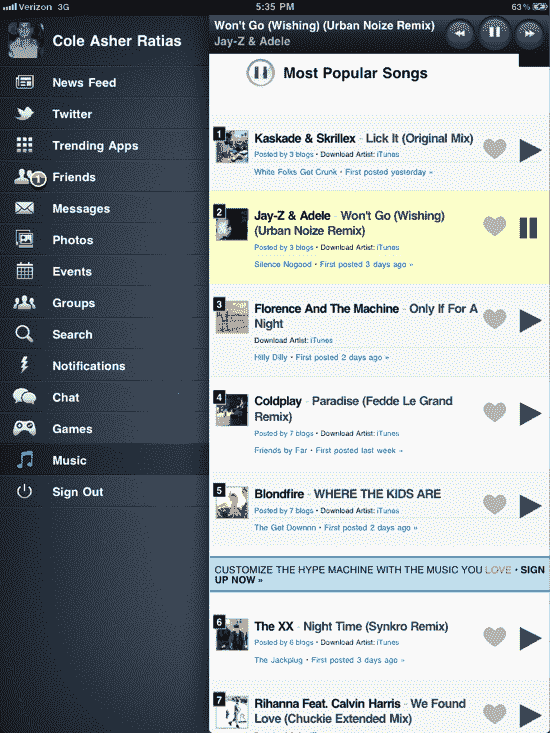 Verizon 5:35 PM 63%
Cole Asher Ratias
News Feed
Twitter
Trending Apps
1
Friends
Messages
Photos
Events
Groups
Search
Notifications
Chat
Games
Music
Sign Out
Won't Go (Wishing) (Urban Noize Remix)
Jay-Z & Adele
Most Popular Songs
1
Kaskade & Skrillex - Lick It (Original Mix)
Posted by 3 blogs • Download Artist: iTunes
White Folks Get Crunk • First posted yesterday »
2
Jay-Z & Adele - Won't Go (Wishing)
(Urban Noize Remix)
Posted by 3 blogs • Download Artist: iTunes
Silence Nogood • First posted 3 days ago »
3
Florence And The Machine - Only If For A
Night
Download Artist: iTunes
Hilly Dilly • First posted 2 days ago »
4
Coldplay - Paradise (Fedde Le Grand
Remix)
Posted by 7 blogs • Download Artist: iTunes
Friends by Far • First posted last week »
5
Blondfire - WHERE THE KIDS ARE
Posted by 7 blogs • Download Artist: iTunes
The Get Downnn • First posted 2 days ago »
CUSTOMIZE THE HYPE MACHINE WITH THE MUSIC YOU LOVE • SIGN
UP NOW »
6
The XX - Night Time (Synkro Remix)
Posted by 6 blogs • Download Artist: iTunes
The Jackplug • First posted 3 days ago »
7
Rihanna Feat. Calvin Harris - We Found
Love (Chuckie Extended Mix)